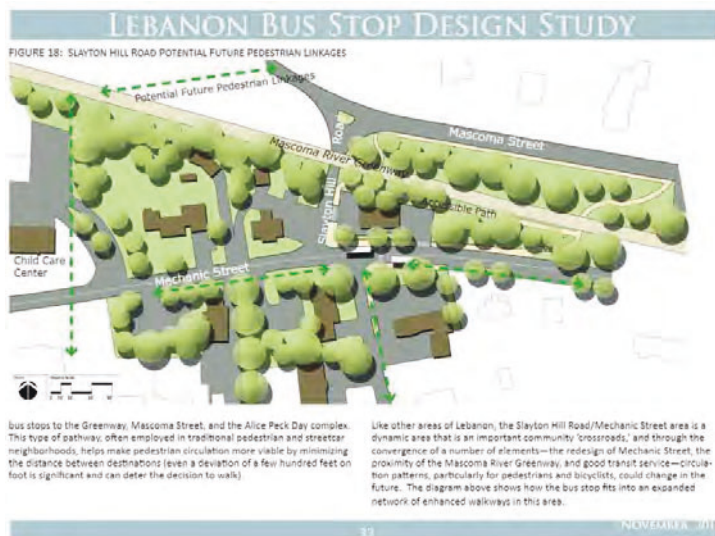 LEBANON BUS STOP DESIGN STUDY
FIGURE 18: SLAYTON HILL ROAD POTENTIAL FUTURE PEDESTRIAN LINKAGES
Potential Future Pedestrian Linkages
Mascoma Street
Mascoma River Greenway
Slayton Hill Road
Accessible Path
Child Care
Center
Mechanic Street
bus stops to the Greenway, Mascoma Street, and the Alice Peck Day complex.
This type of pathway, often employed in traditional pedestrian and streetcar
neighborhoods, helps make pedestrian circulation more viable by minimizing
the distance between destinations (even a deviation of a few hundred feet on
foot is significant and can deter the decision to walk)
Like other areas of Lebanon, the Slayton Hill Road/Mechanic Street area is a
dynamic area that is an important community 'crossroads,' and through the
convergence of a number of elements—the redesign of Mechanic Street, the
proximity of the Mascoma River Greenway, and good transit service—circula-
tion patterns, particularly for pedestrians and bicyclists, could change in the
future. The diagram above shows how the bus stop fits into an expanded
network of enhanced walkways in this area.
33
NOVEMBER